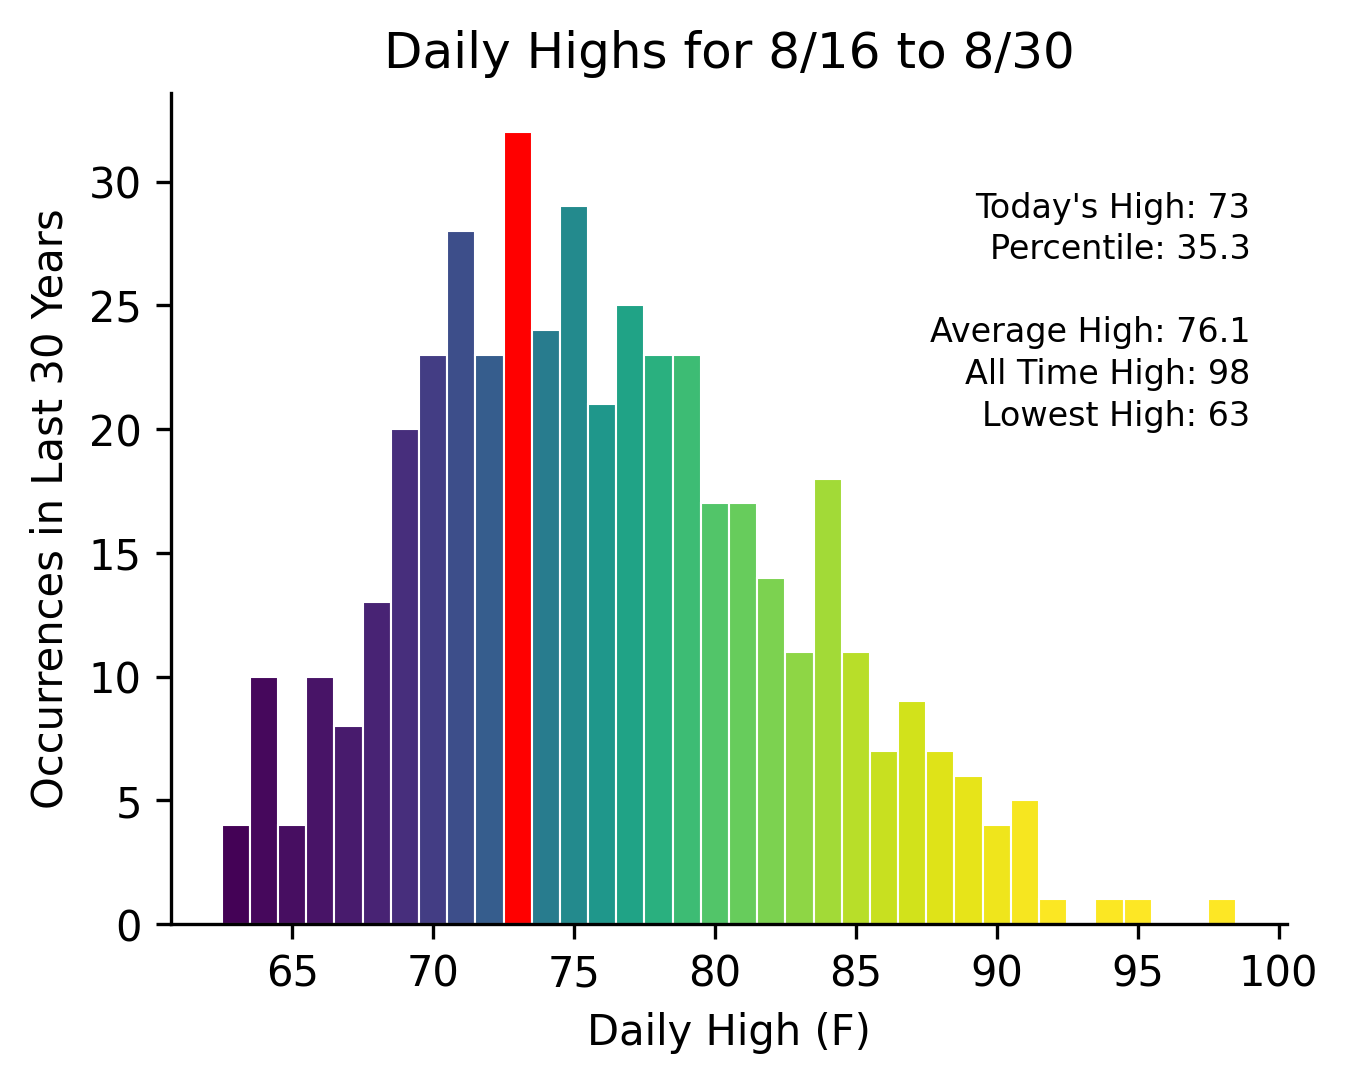 Daily Highs for 8/16 to 8/30
Occurrences in Last 30 Years
30
25
20
15
10
5
0
Today's High: 73
Percentile: 35.3
Average High: 76.1
All Time High: 98
Lowest High: 63
65 70 75 80 85 90 95 100
Daily High (F)